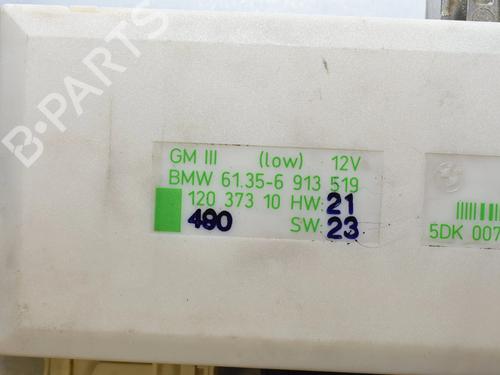 B-PARTS
GM III (low) 12V
BMW 61.35-6 913 519
120 373 10 HW: 21
480 SW: 23
5DK 007